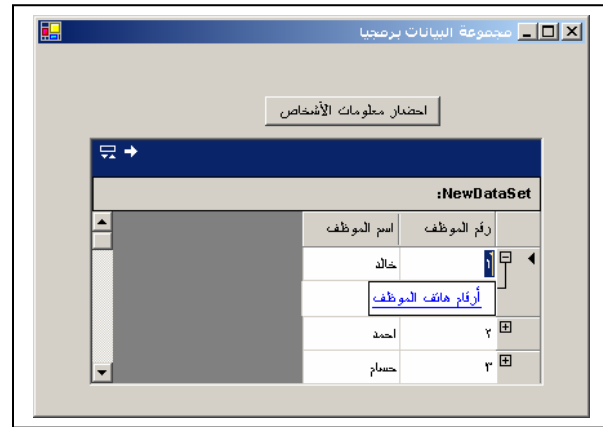 مجموعة البيانات برمجيا
احضار معلومات الأشخاص
NewDataSet:
رقم الموظف اسم الموظف
١ خالد
أرقام هاتف الموظف
٢ احمد
٣ حسام